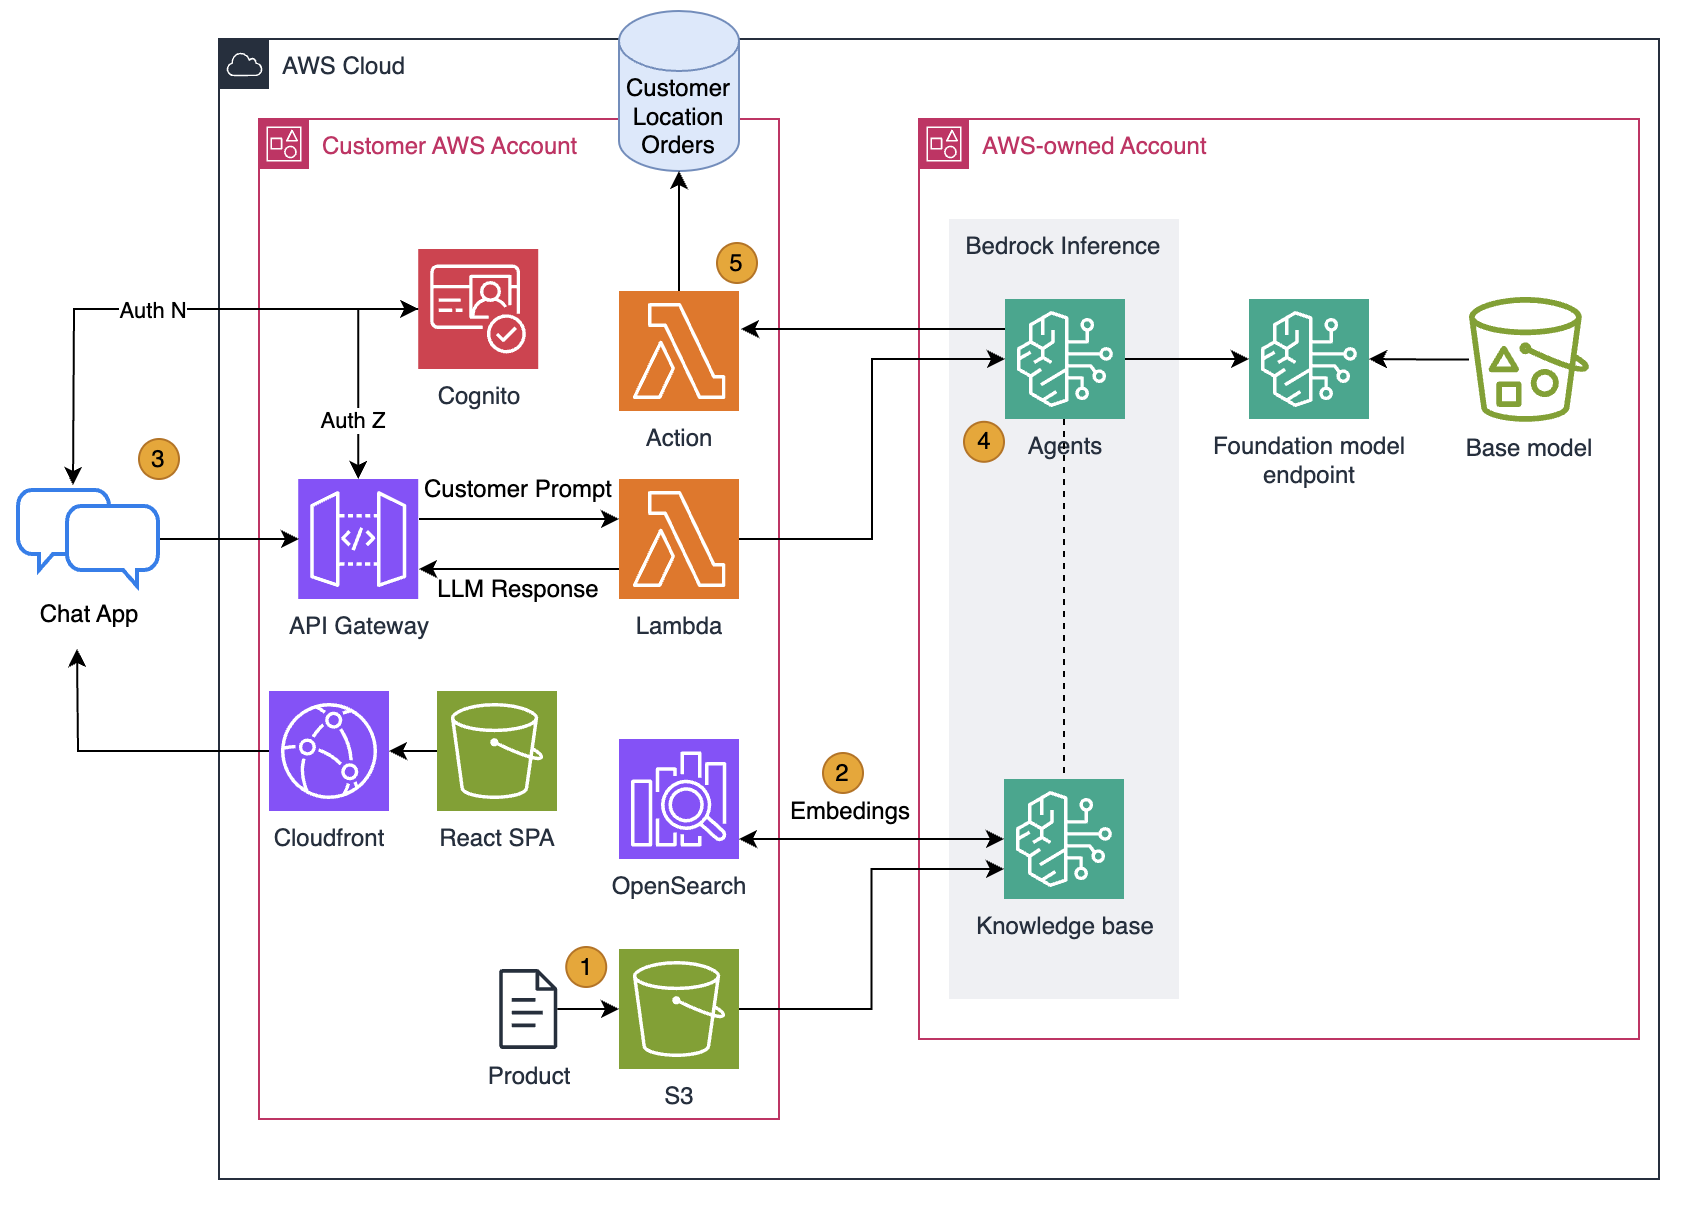 AWS Cloud
Customer
Location
Orders
Customer AWS Account
AWS-owned Account
Bedrock Inference
5
Auth N
Cognito
Auth Z
Action
4
Agents
Foundation model
endpoint
Base model
3
Customer Prompt
LLM Response
Chat App
API Gateway
</>
Lambda
2
Embedings
Cloudfront
React SPA
OpenSearch
Knowledge base
1
Product
S3